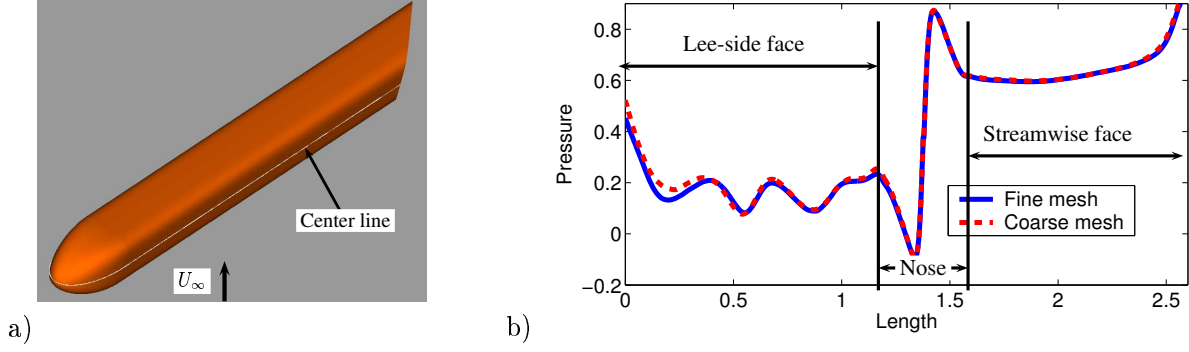 Center line
U∞
a)
Lee-side face
Streamwise face
Nose
Fine mesh
Coarse mesh
Pressure
0.8
0.6
0.4
0.2
0
−0.2
0
0.5
1
1.5
2
2.5
Length
b)